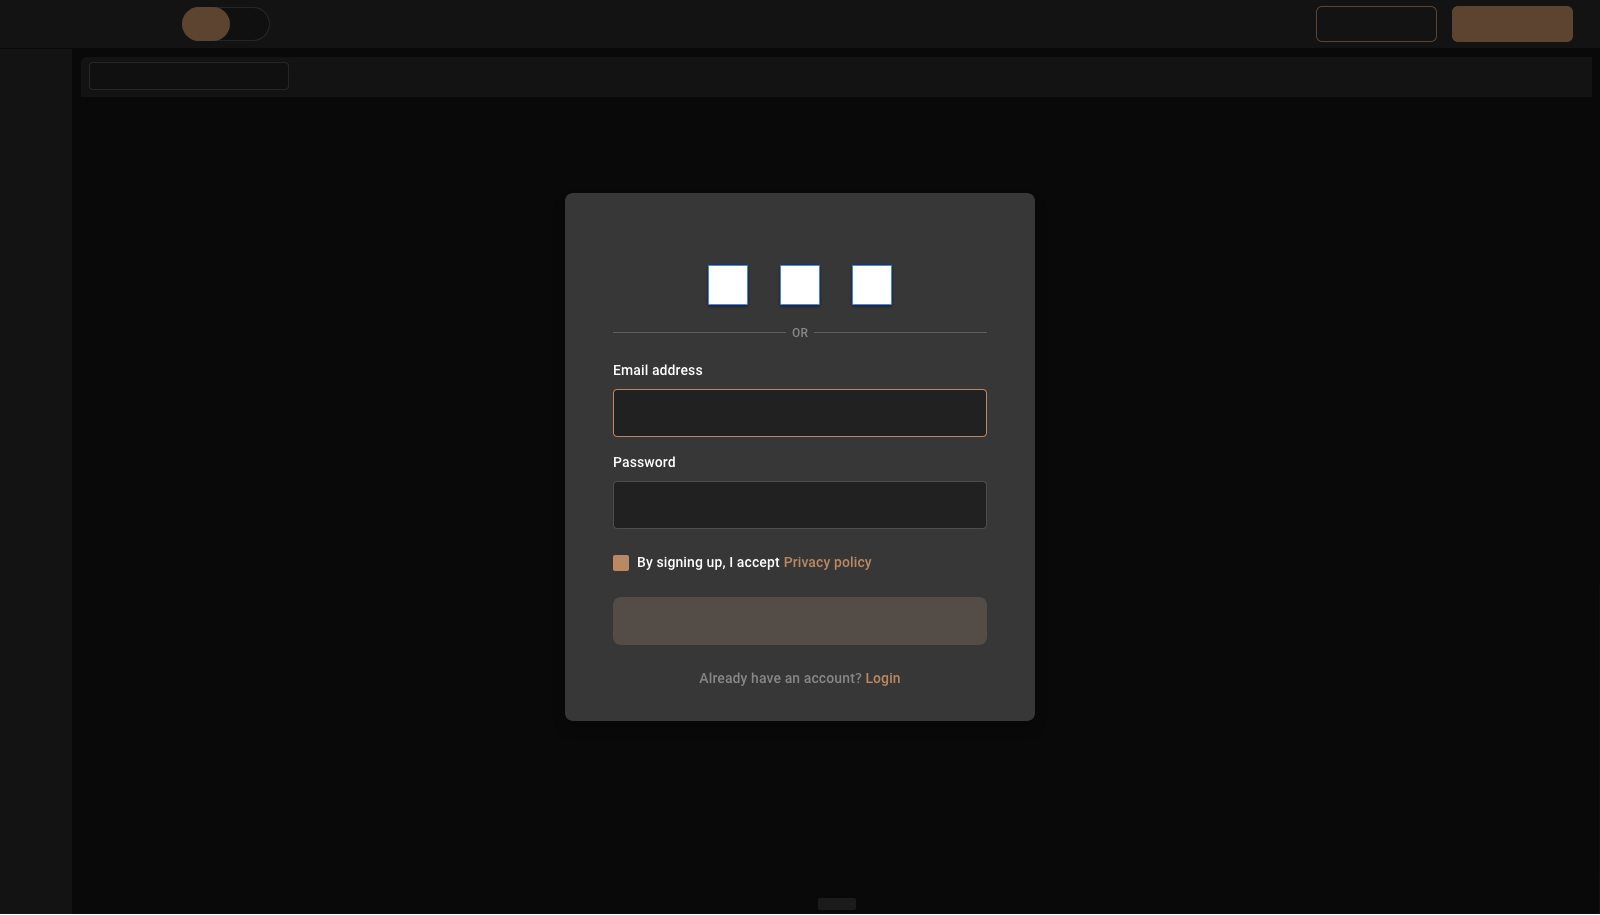 OR
Email address
Password
By signing up, I accept Privacy policy
Already have an account? Login